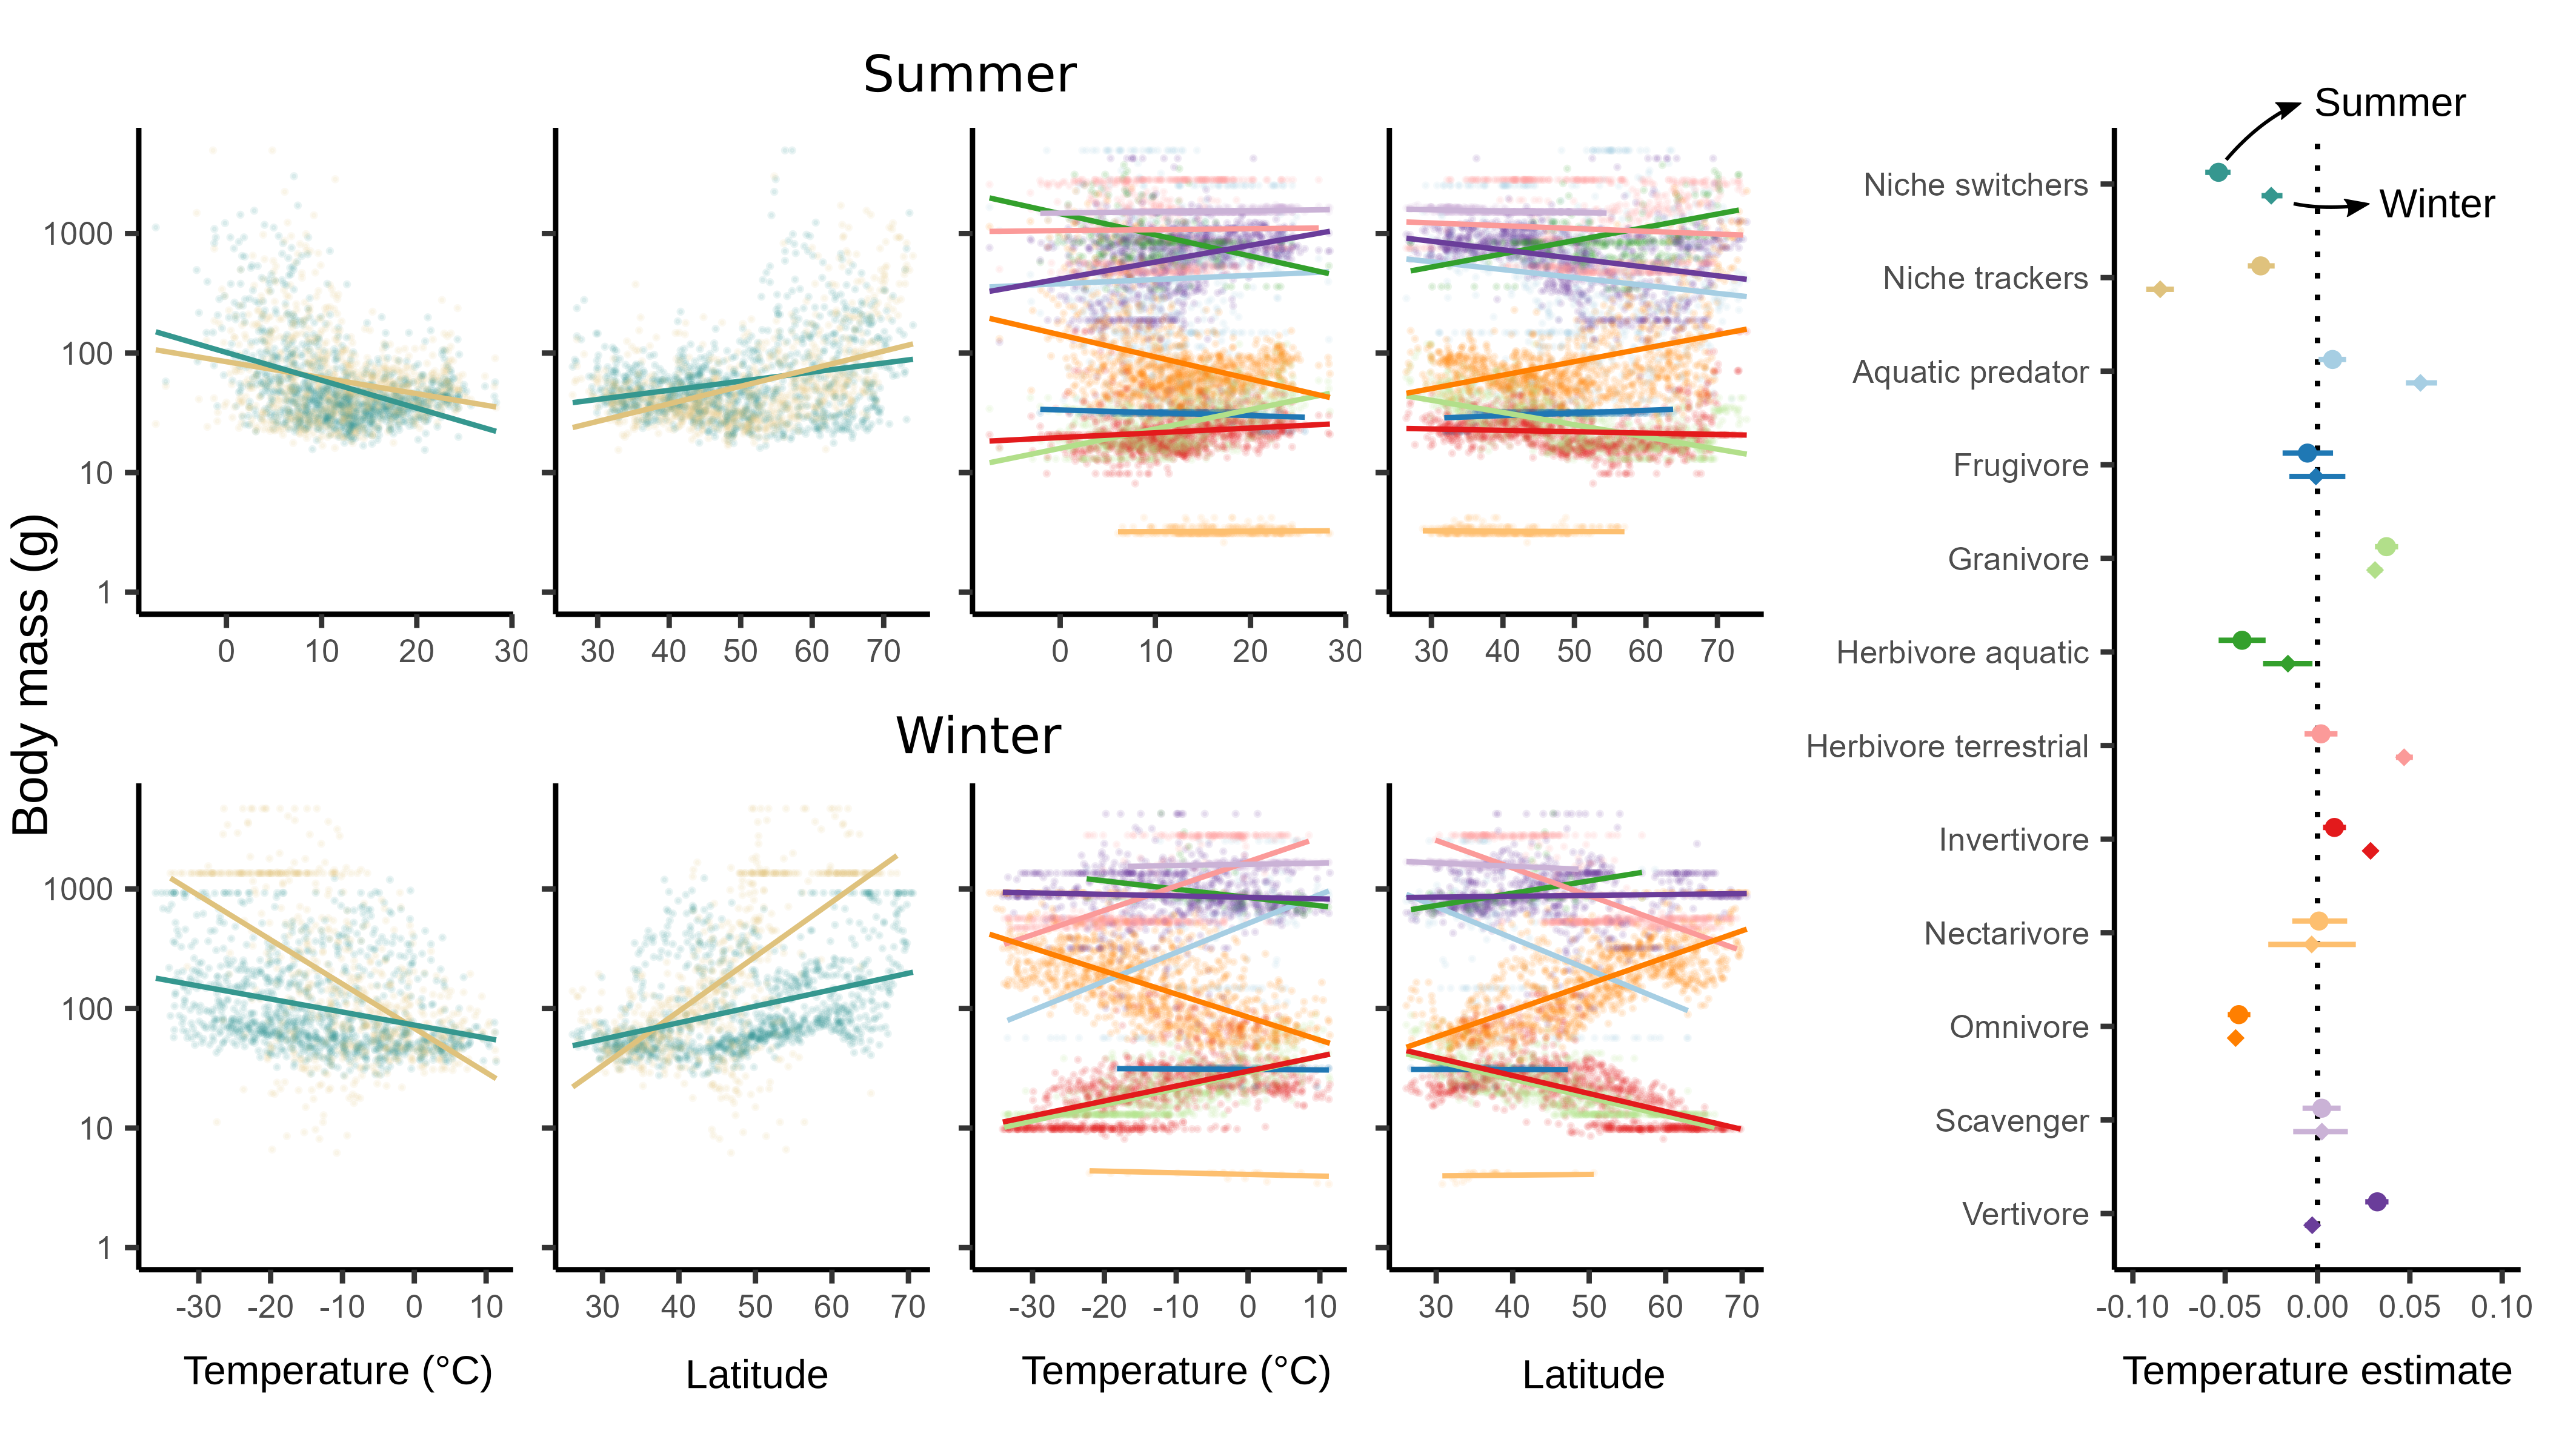 Summer
Body mass (g)
1000
100
10
1
0 10 20 30
30 40 50 60 70
0 10 20 30
30 40 50 60 70
Winter
1000
100
10
1
-30 -20 -10 0 10
30 40 50 60 70
-30 -20 -10 0 10
30 40 50 60 70
Temperature (°C)
Latitude
Temperature (°C)
Latitude
Summer
Winter
Niche switchers
Niche trackers
Aquatic predator
Frugivore
Granivore
Herbivore aquatic
Herbivore terrestrial
Invertivore
Nectarivore
Omnivore
Scavenger
Vertivore
-0.10 -0.05 0.00 0.05 0.10
Temperature estimate